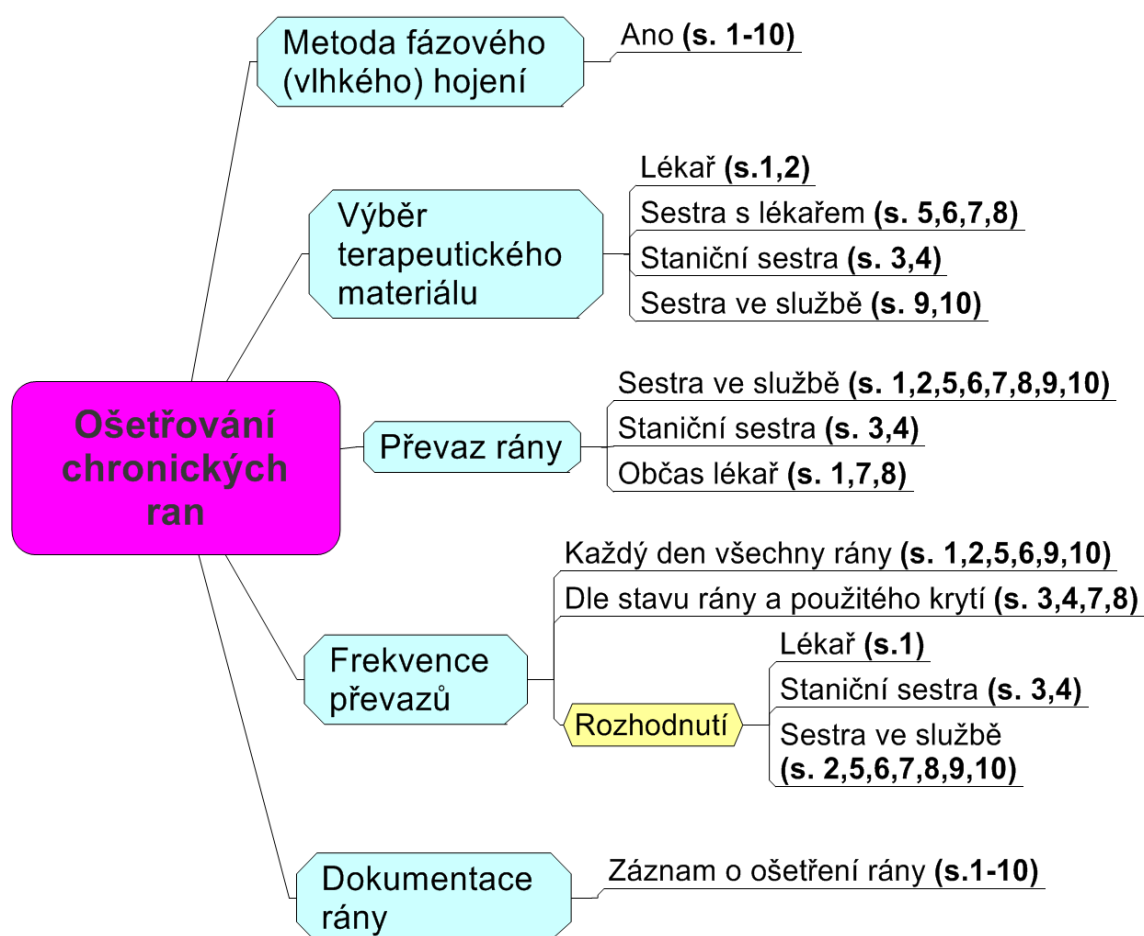 Metoda fázového
(vlhkého) hojení
Ano (s. 1-10)
Výběr
terapeutického
materiálu
Lékař (s.1,2)
Sestra s lékařem (s. 5,6,7,8)
Staniční sestra (s. 3,4)
Sestra ve službě (s. 9,10)
Ošetřování
chronických
ran
Převaz rány
Sestra ve službě (s. 1,2,5,6,7,8,9,10)
Staniční sestra (s. 3,4)
Občas lékař (s. 1,7,8)
Frekvence
převazů
Každý den všechny rány (s. 1,2,5,6,9,10)
Dle stavu rány a použitého krytí (s. 3,4,7,8)
Rozhodnutí
Lékař (s.1)
Staniční sestra (s. 3,4)
Sestra ve službě
(s. 2,5,6,7,8,9,10)
Dokumentace
rány
Záznam o ošetření rány (s.1-10)